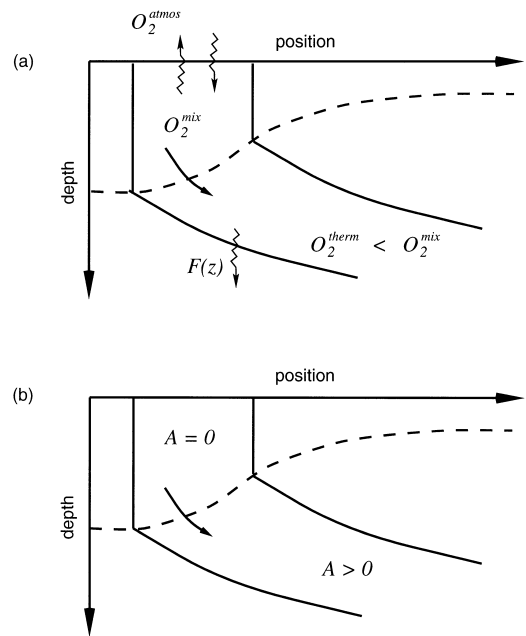 O₂ᵃᵗᵐᵒˢ
position
(a)
O₂ᵐⁱˣ
depth
O₂ᵗʰᵉʳᵐ < O₂ᵐⁱˣ
F(z)
position
(b)
A = 0
depth
A > 0